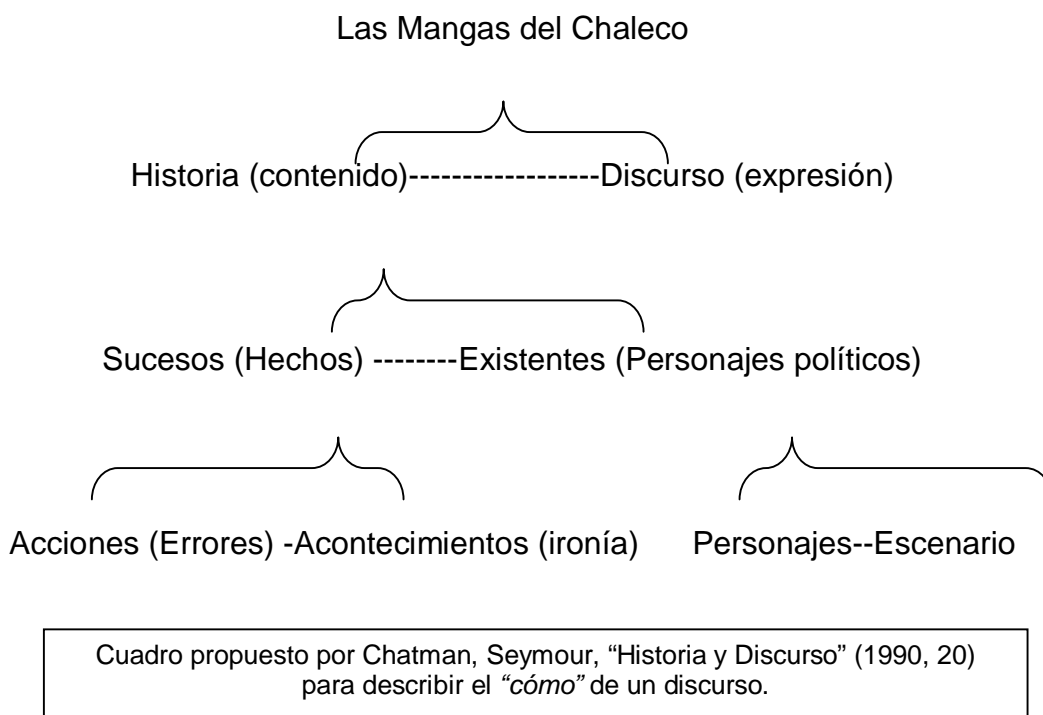 Las Mangas del Chaleco
Historia (contenido)------------------Discurso (expresión)
Sucesos (Hechos) --------Existentes (Personajes políticos)
Acciones (Errores) -Acontecimientos (ironía) Personajes--Escenario
Cuadro propuesto por Chatman, Seymour, “Historia y Discurso” (1990, 20)
para describir el “cómo” de un discurso.